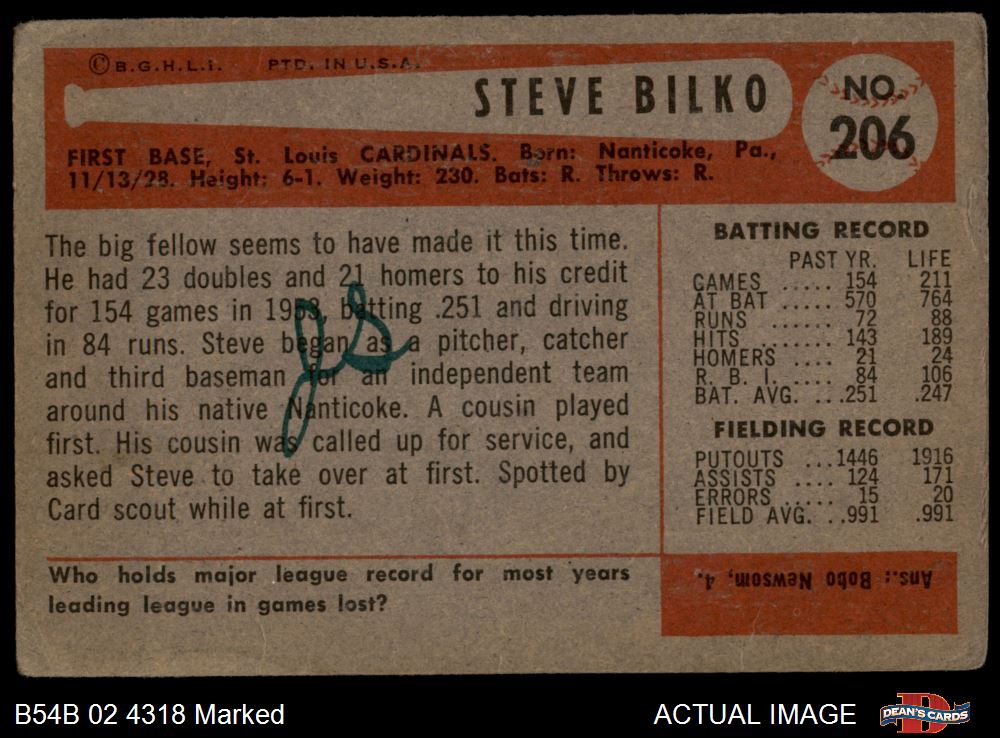 ©B.G.H.L.I. PTD. IN U.S.A.
STEVE BILKO
NO.
206
FIRST BASE, St. Louis CARDINALS. Born: Nanticoke, Pa.,
11/13/28. Height: 6-1. Weight: 230. Bats: R. Throws: R.
The big fellow seems to have made it this time.
He had 23 doubles and 21 homers to his credit
for 154 games in 1953, batting .251 and driving
in 84 runs. Steve began as a pitcher, catcher
and third baseman for an independent team
around his native Nanticoke. A cousin played
first. His cousin was called up for service, and
asked Steve to take over at first. Spotted by
Card scout while at first.
BATTING RECORD
PAST YR. LIFE
GAMES ..... 154 211
AT BAT ..... 570 764
RUNS ...... 72 88
HITS ....... 143 189
HOMERS .... 21 24
R. B. I. .... 84 106
BAT. AVG. ... .251 .247
FIELDING RECORD
PUTOUTS ...1446 1916
ASSISTS .... 124 171
ERRORS ..... 15 20
FIELD AVG. ..991 .991
Who holds major league record for most years
leading league in games lost?
Ans.: Bobo Newsom, 4.
B54B 02 4318 Marked
ACTUAL IMAGE
DEAN'S CARDS